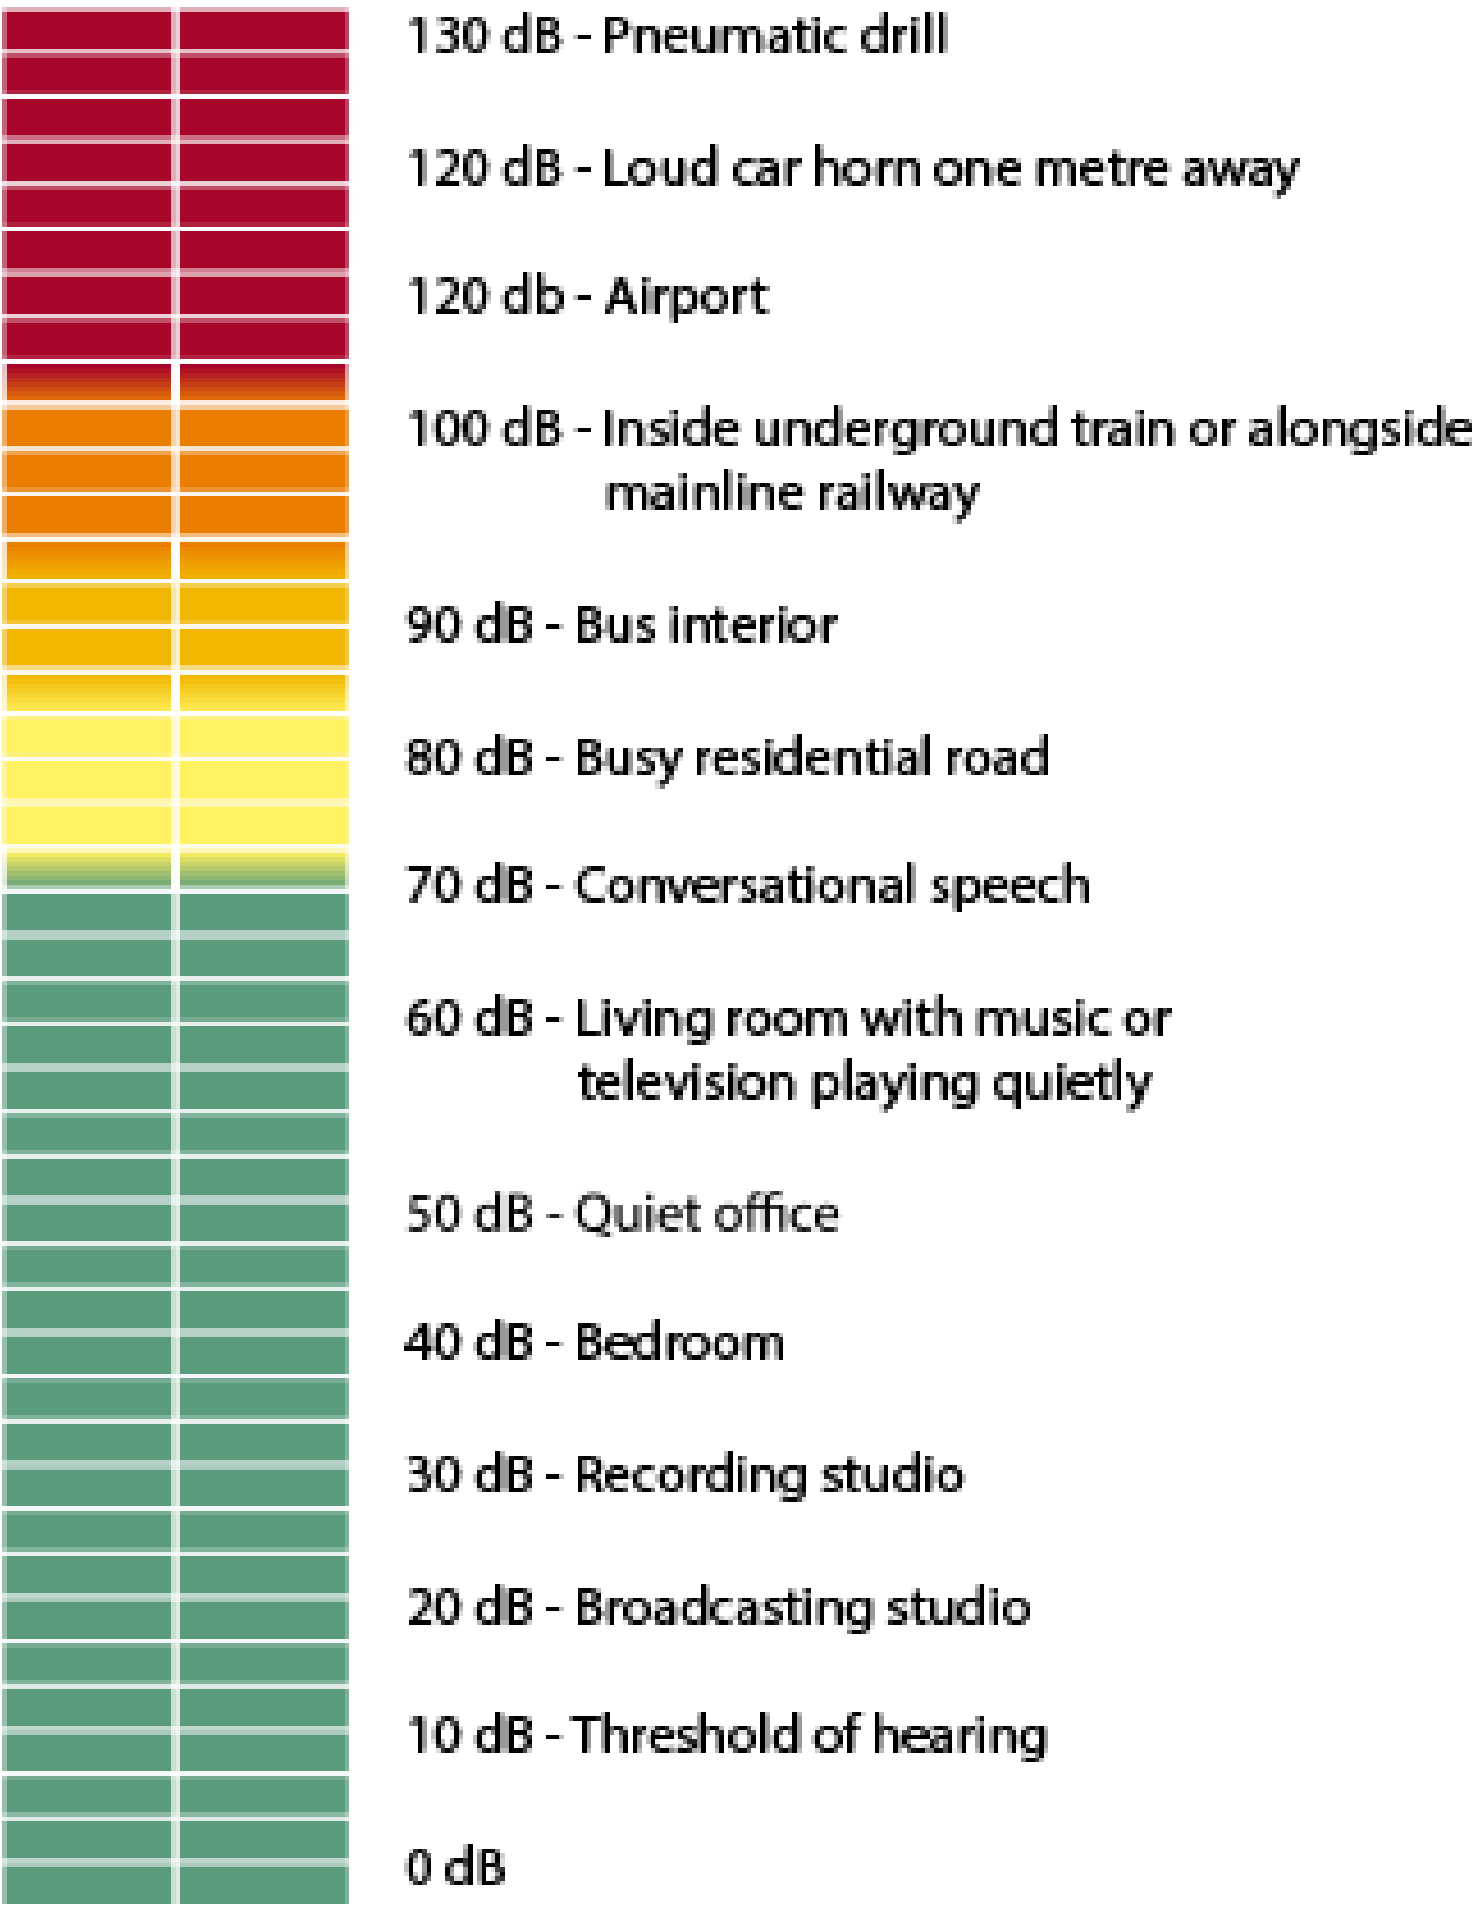 130 dB - Pneumatic drill
120 dB - Loud car horn one metre away
120 db - Airport
100 dB - Inside underground train or alongside
mainline railway
90 dB - Bus interior
80 dB - Busy residential road
70 dB - Conversational speech
60 dB - Living room with music or
television playing quietly
50 dB - Quiet office
40 dB - Bedroom
30 dB - Recording studio
20 dB - Broadcasting studio
10 dB - Threshold of hearing
0 dB